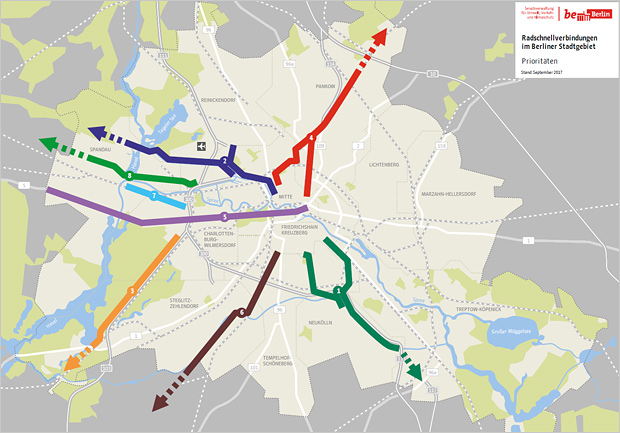 Senatsverwaltung
für Umwelt, Verkehr
und Klimaschutz
be Berlin
Radschnellverbindungen
im Berliner Stadtgebiet
Prioritäten
Stand September 2017
PANKOW
REINICKENDORF
4
LICHTENBERG
SPANDAU
2
8
MITTE
7
MARZAHN-HELLERSDORF
5
FRIEDRICHSHAIN
KREUZBERG
CHARLOTTEN-
BURG-
WILMERSDORF
3
1
STEGLITZ-
ZEHLENDORF
6
NEUKÖLLN
TREPTOW-KÖPENICK
Großer Müggelsee
TEMPELHOF-
SCHÖNEBERG